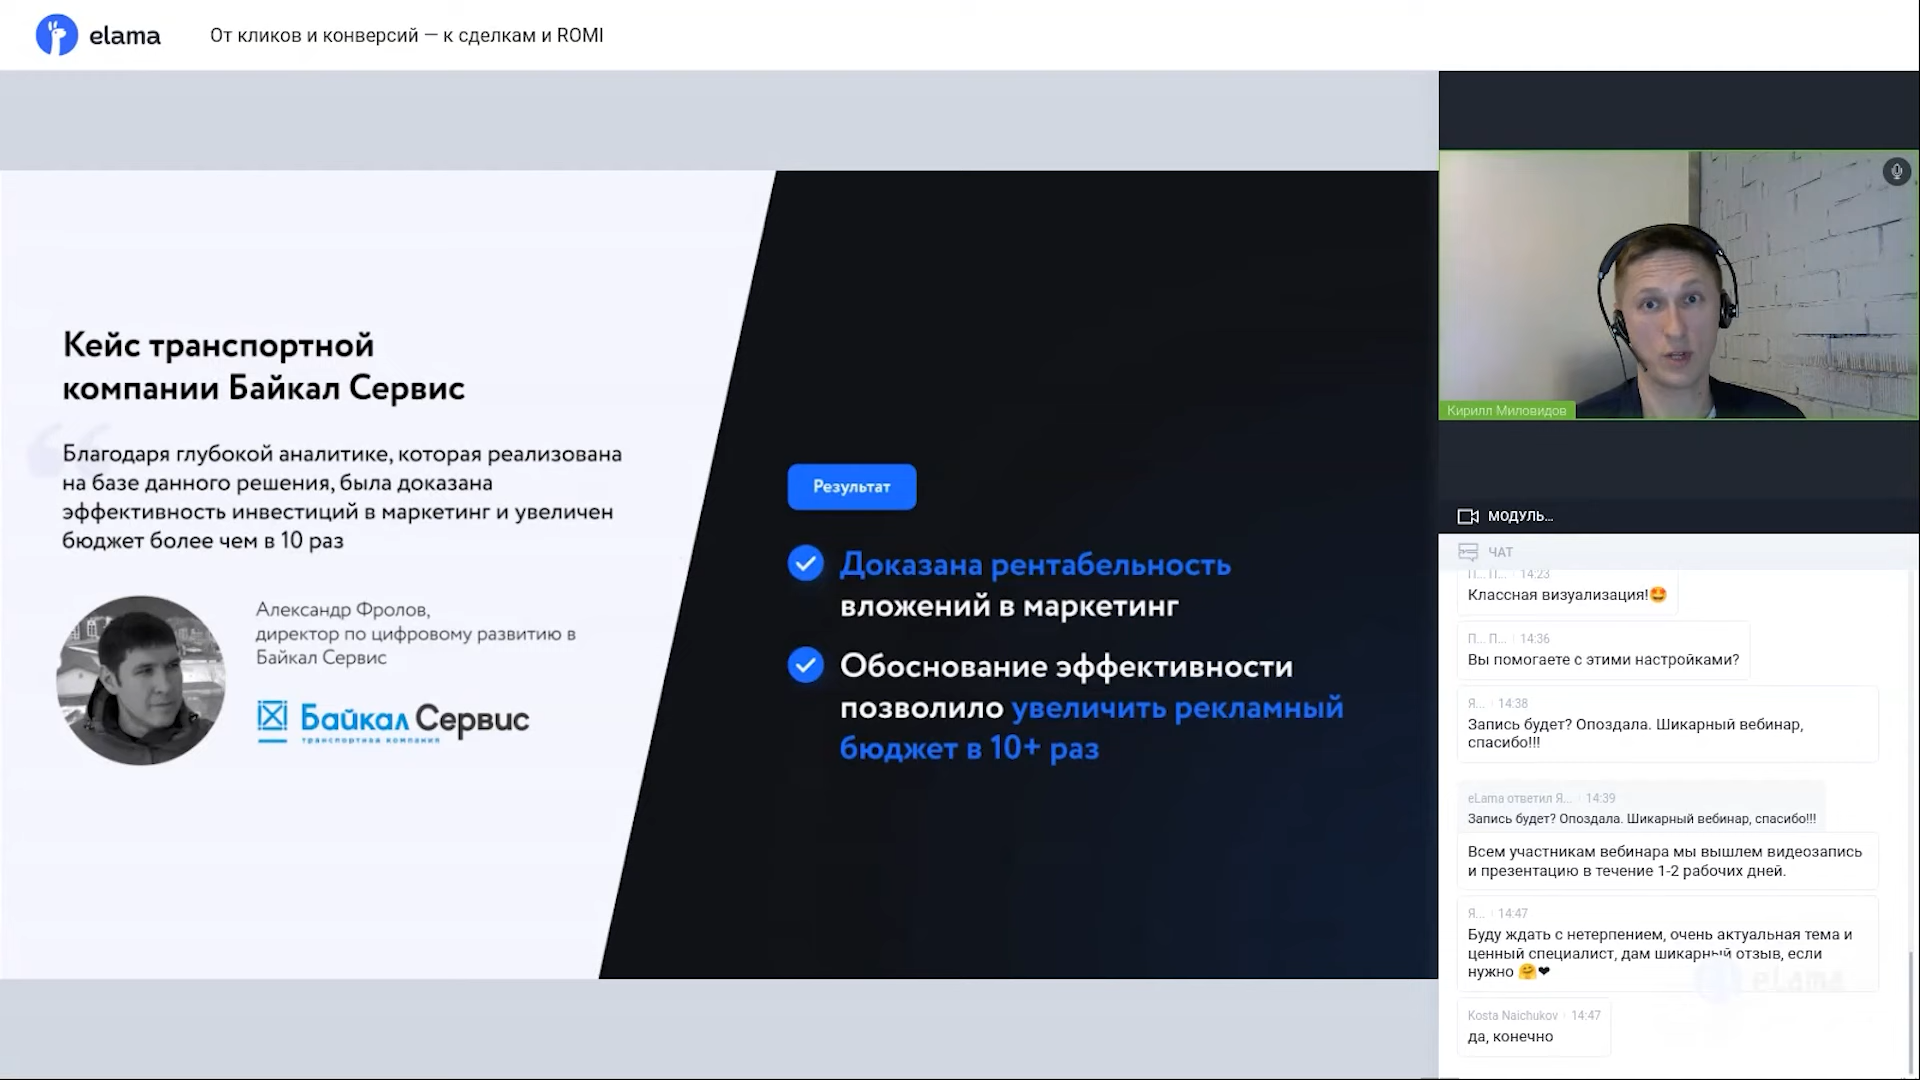 elama
От кликов и конверсий — к сделкам и ROMI
Кейс транспортной
компании Байкал Сервис
Благодаря глубокой аналитике, которая реализована
на базе данного решения, была доказана
эффективность инвестиций в маркетинг и увеличен
бюджет более чем в 10 раз
Александр Фролов,
директор по цифровому развитию в
Байкал Сервис
Байкал Сервис
транспортная компания
Результат
Доказана рентабельность
вложений в маркетинг
Обоснование эффективности
позволило увеличить рекламный
бюджет в 10+ раз
Кирилл Миловидов
МОДУЛЬ...
ЧАТ
П... П... 14:23
Классная визуализация!🤩
П... П... 14:36
Вы помогаете с этими настройками?
Я... 14:38
Запись будет? Опоздала. Шикарный вебинар,
спасибо!!!
eLama ответил Я... 14:39
Запись будет? Опоздала. Шикарный вебинар, спасибо!!!
Всем участникам вебинара мы вышлем видеозапись
и презентацию в течение 1-2 рабочих дней.
Я... 14:47
Буду ждать с нетерпением, очень актуальная тема и
ценный специалист, дам шикарный отзыв, если
нужно 🤗❤
eLama
Kosta Naichukov 14:47
да, конечно